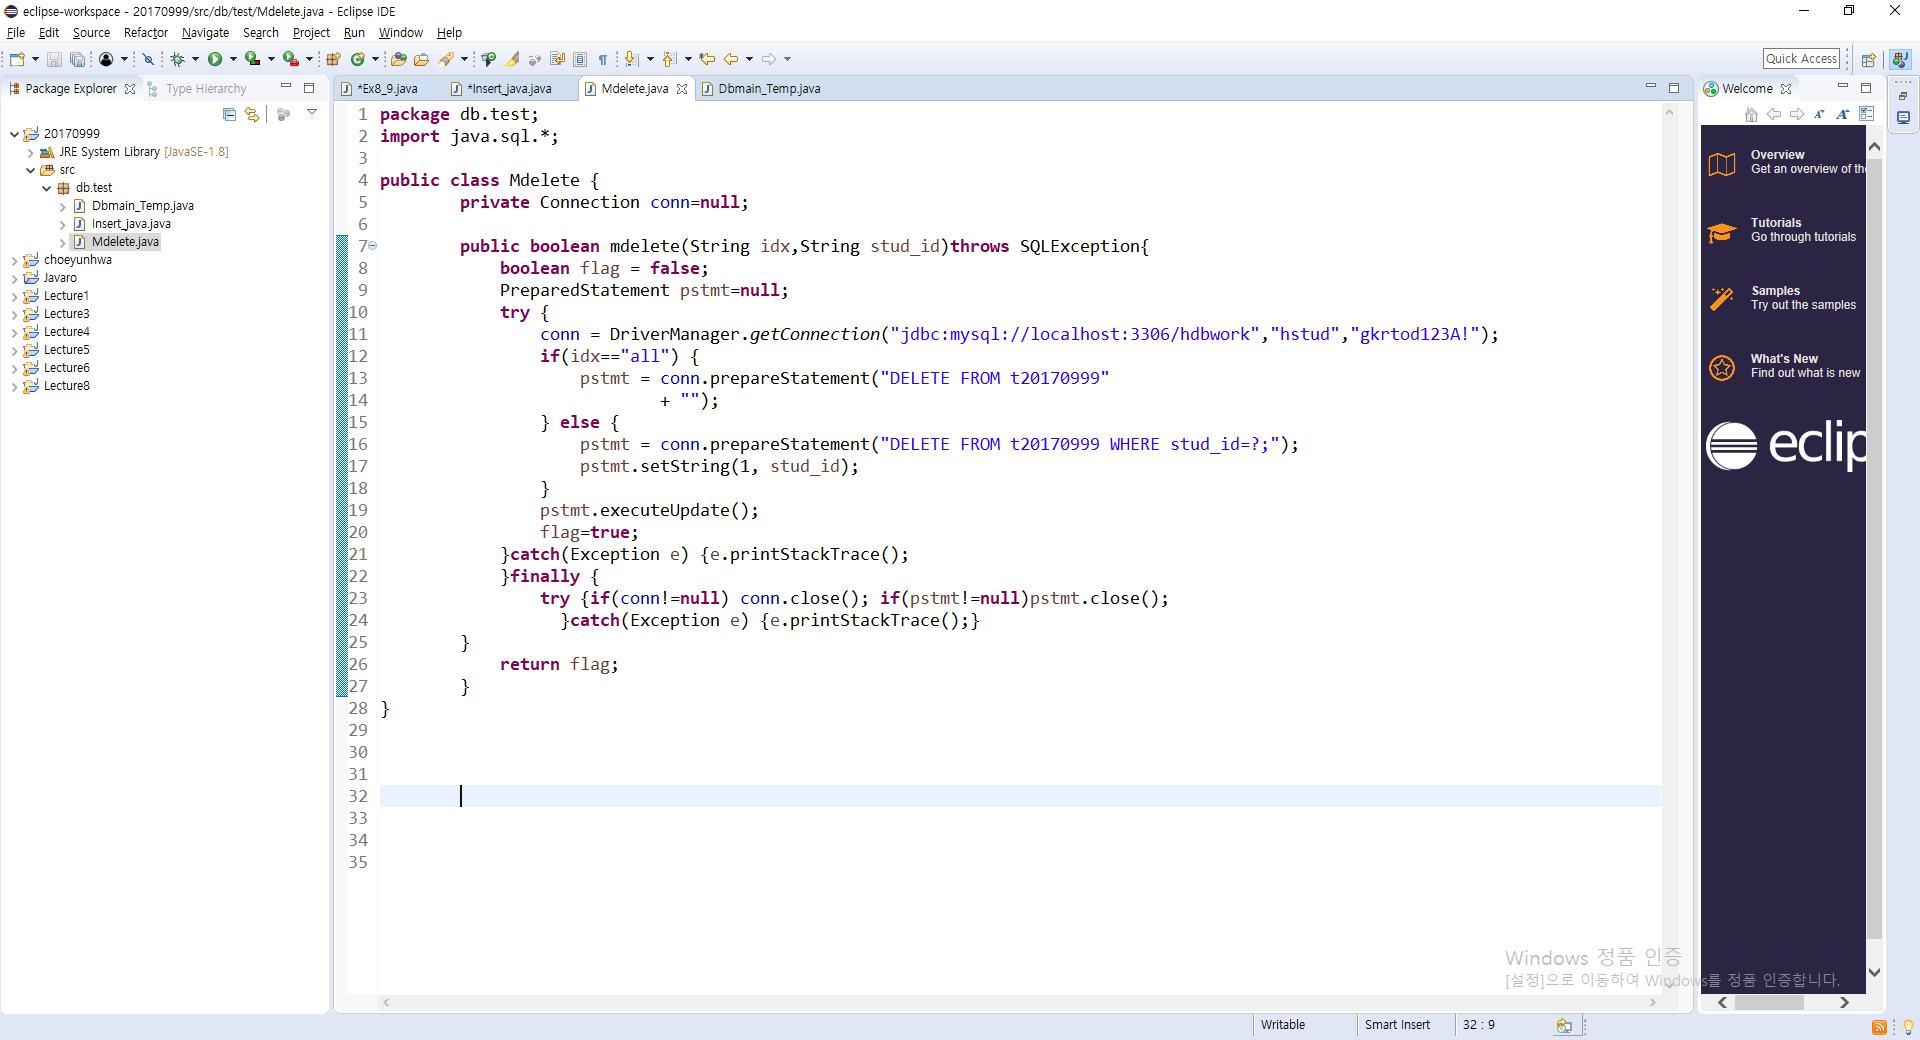 eclipse-workspace - 20170999/src/db/test/Mdelete.java - Eclipse IDE
File Edit Source Refactor Navigate Search Project Run Window Help
Quick Access
Package Explorer Type Hierarchy
20170999
JRE System Library [JavaSE-1.8]
src
db.test
Dbmain_Temp.java
Insert_java.java
Mdelete.java
choeyunhwa
Javaro
Lecture1
Lecture3
Lecture4
Lecture5
Lecture6
Lecture8
*Ex8_9.java *Insert_java.java Mdelete.java Dbmain_Temp.java
1 package db.test;
2 import java.sql.*;
3
4 public class Mdelete {
5 private Connection conn=null;
6
7 public boolean mdelete(String idx,String stud_id)throws SQLException{
8 boolean flag = false;
9 PreparedStatement pstmt=null;
10 try {
11 conn = DriverManager.getConnection("jdbc:mysql://localhost:3306/hdbwork","hstud","gkrtod123A!");
12 if(idx=="all") {
13 pstmt = conn.prepareStatement("DELETE FROM t20170999"
14 + "");
15 } else {
16 pstmt = conn.prepareStatement("DELETE FROM t20170999 WHERE stud_id=?;");
17 pstmt.setString(1, stud_id);
18 }
19 pstmt.executeUpdate();
20 flag=true;
21 }catch(Exception e) {e.printStackTrace();
22 }finally {
23 try {if(conn!=null) conn.close(); if(pstmt!=null)pstmt.close();
24 }catch(Exception e) {e.printStackTrace();}
25 }
26 return flag;
27 }
28 }
29
30
31
32
33
34
35
Welcome
Overview
Get an overview of the
Tutorials
Go through tutorials
Samples
Try out the samples
What's New
Find out what is new
eclip
Windows 정품 인증
[설정]으로 이동하여 Windows를 정품 인증합니다.
Writable Smart Insert 32 : 9